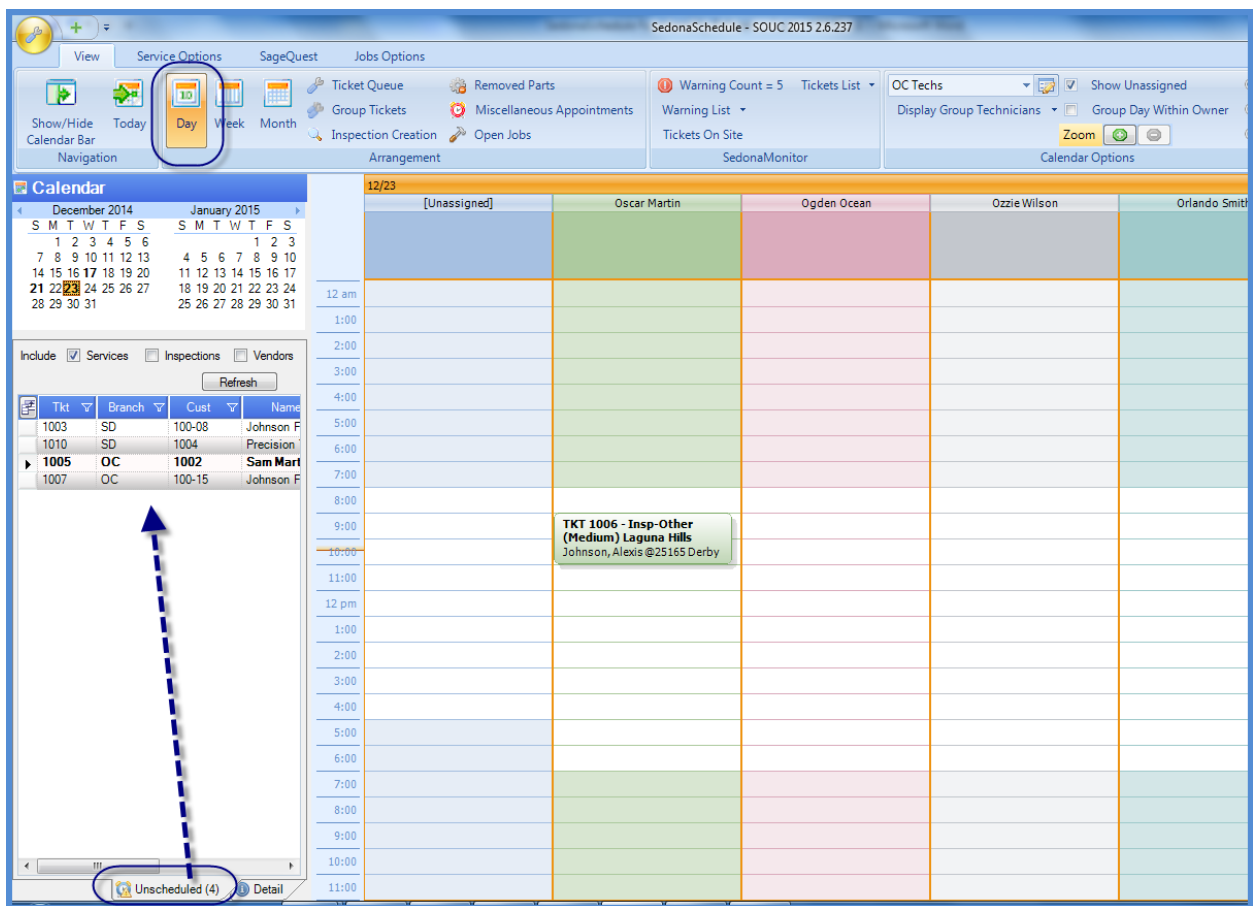 SedonaSchedule - SOUC 2015 2.6.237
View Service Options SageQuest Jobs Options
Show/Hide Calendar Bar
Today
Navigation
Day
Week
Month
Ticket Queue
Group Tickets
Inspection Creation
Removed Parts
Miscellaneous Appointments
Open Jobs
Arrangement
Warning Count = 5 Tickets List
Warning List
Tickets On Site
SedonaMonitor
OC Techs
Show Unassigned
Display Group Technicians
Group Day Within Owner
Zoom
Calendar Options
Calendar
December 2014 January 2015
S M T W T F S S M T W T F S
1 2 3 4 5 6 1 2 3
7 8 9 10 11 12 13 4 5 6 7 8 9 10
14 15 16 17 18 19 20 11 12 13 14 15 16 17
21 22 23 24 25 26 27 18 19 20 21 22 23 24
28 29 30 31 25 26 27 28 29 30 31
Include Services Inspections Vendors
Refresh
Tkt Branch Cust Name
1003 SD 100-08 Johnson F
1010 SD 1004 Precision
1005 OC 1002 Sam Mart
1007 OC 100-15 Johnson F
Unscheduled (4) Detail
12/23
[Unassigned] Oscar Martin Ogden Ocean Ozzie Wilson Orlando Smith
12 am
1:00
2:00
3:00
4:00
5:00
6:00
7:00
8:00
9:00
10:00
11:00
12 pm
1:00
2:00
3:00
4:00
5:00
6:00
7:00
8:00
9:00
10:00
11:00
TKT 1006 - Insp-Other
(Medium) Laguna Hills
Johnson, Alexis @25165 Derby